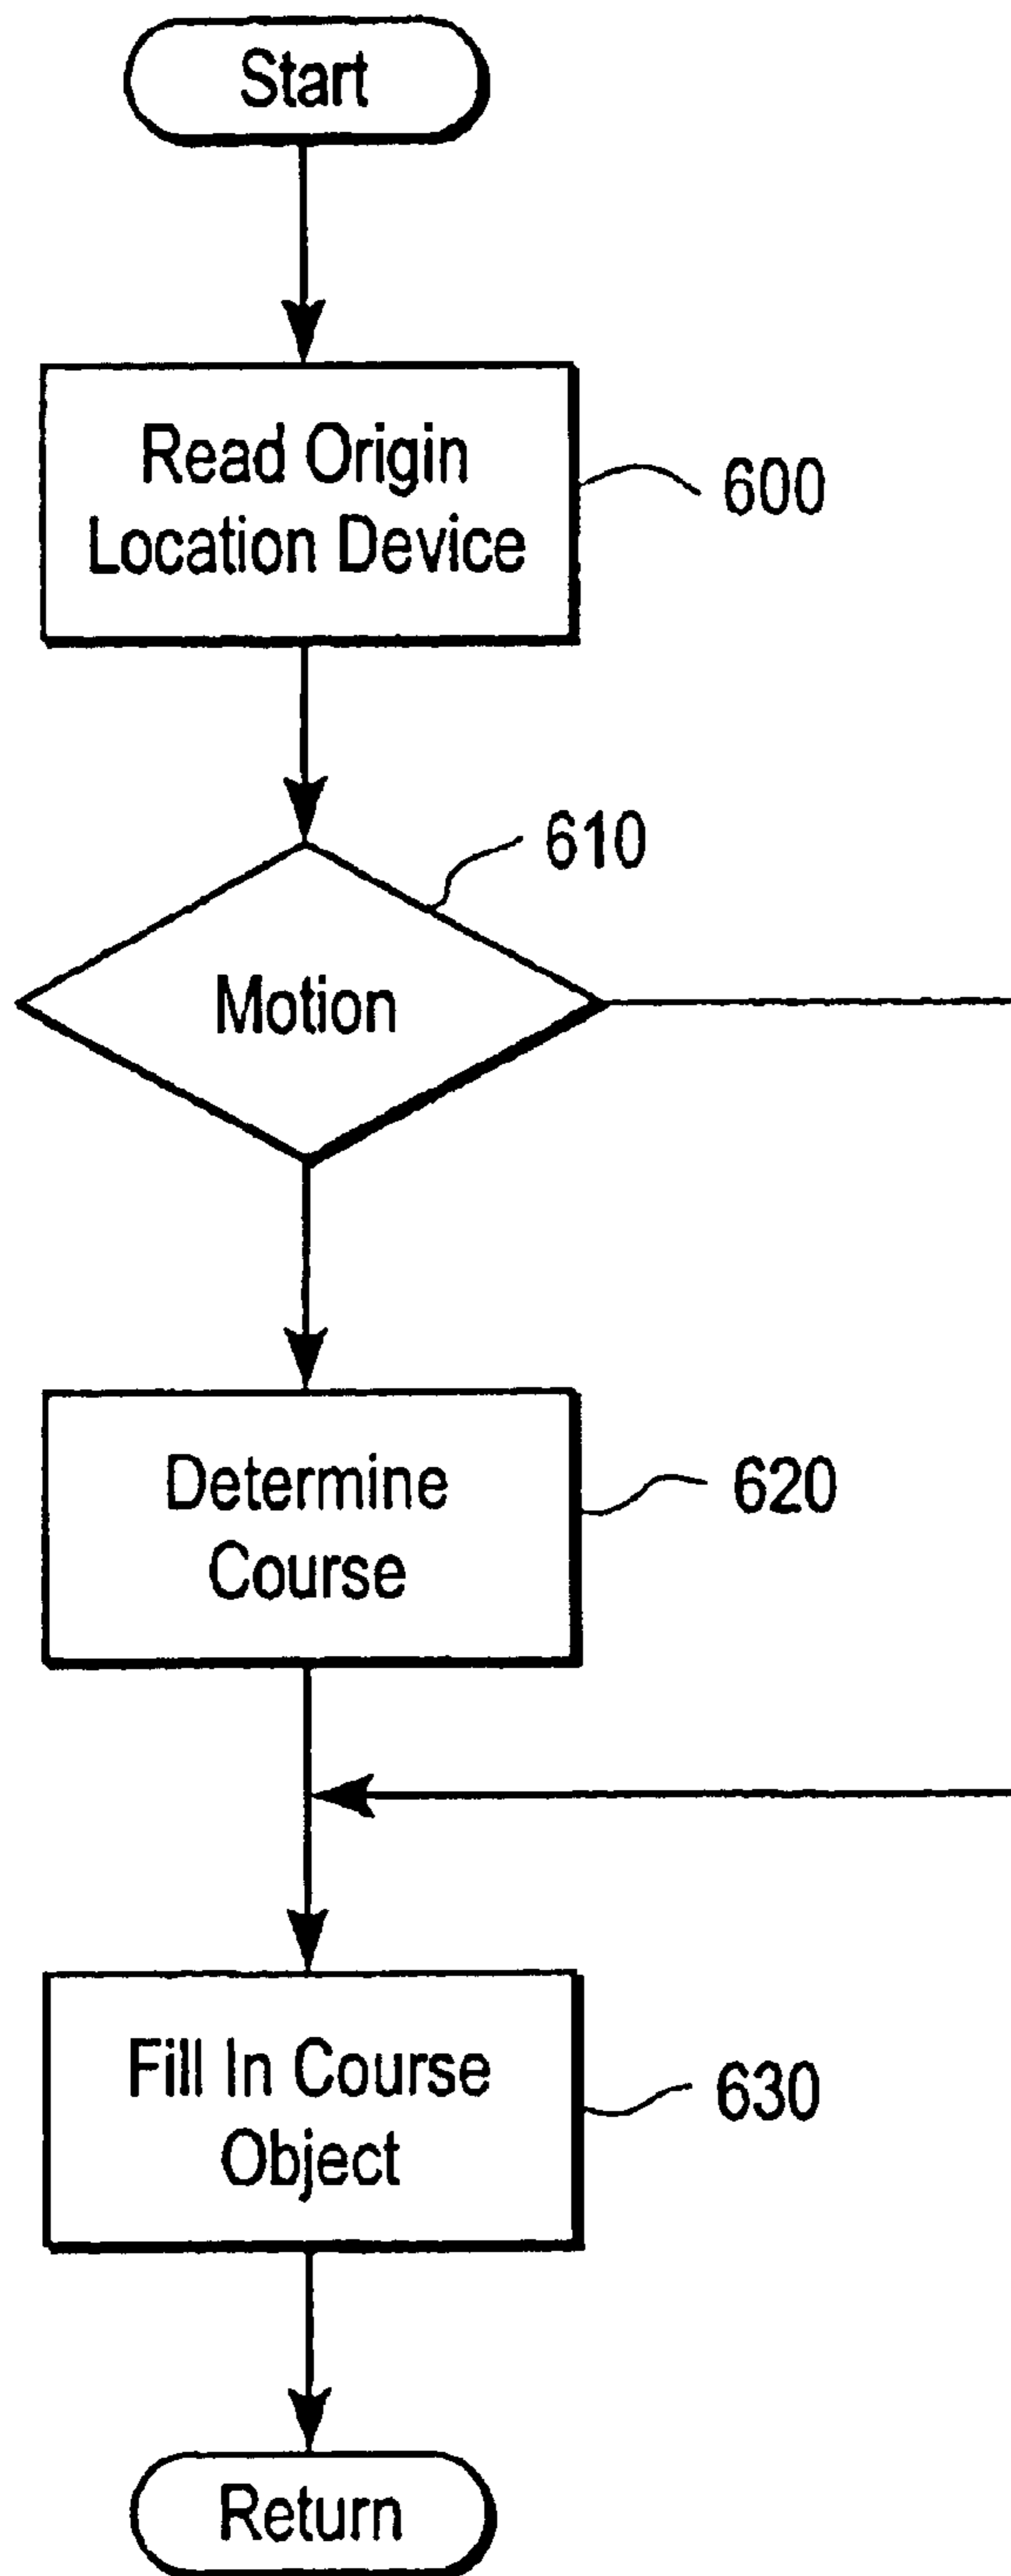 Start
Read Origin
Location Device
600
610
Motion
Determine
Course
620
Fill In Course
Object
630
Return